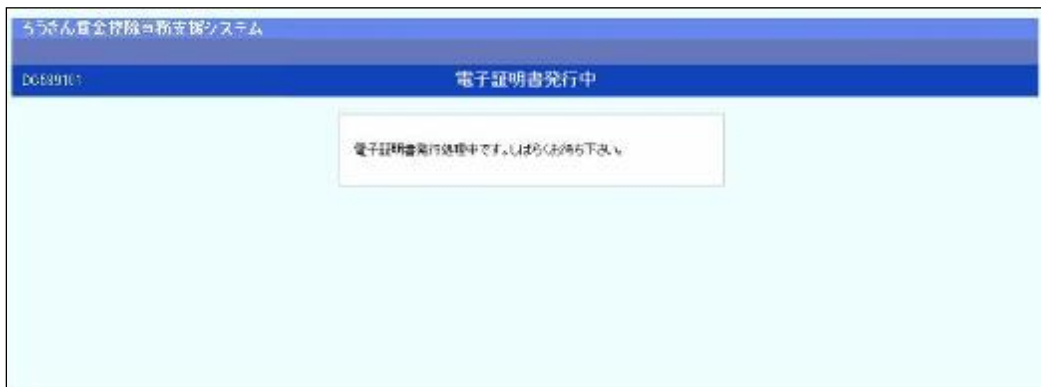 ろうきん賃金控除事務支援システム
電子証明書発行中
電子証明書発行処理中です。しばらくお待ち下さい。